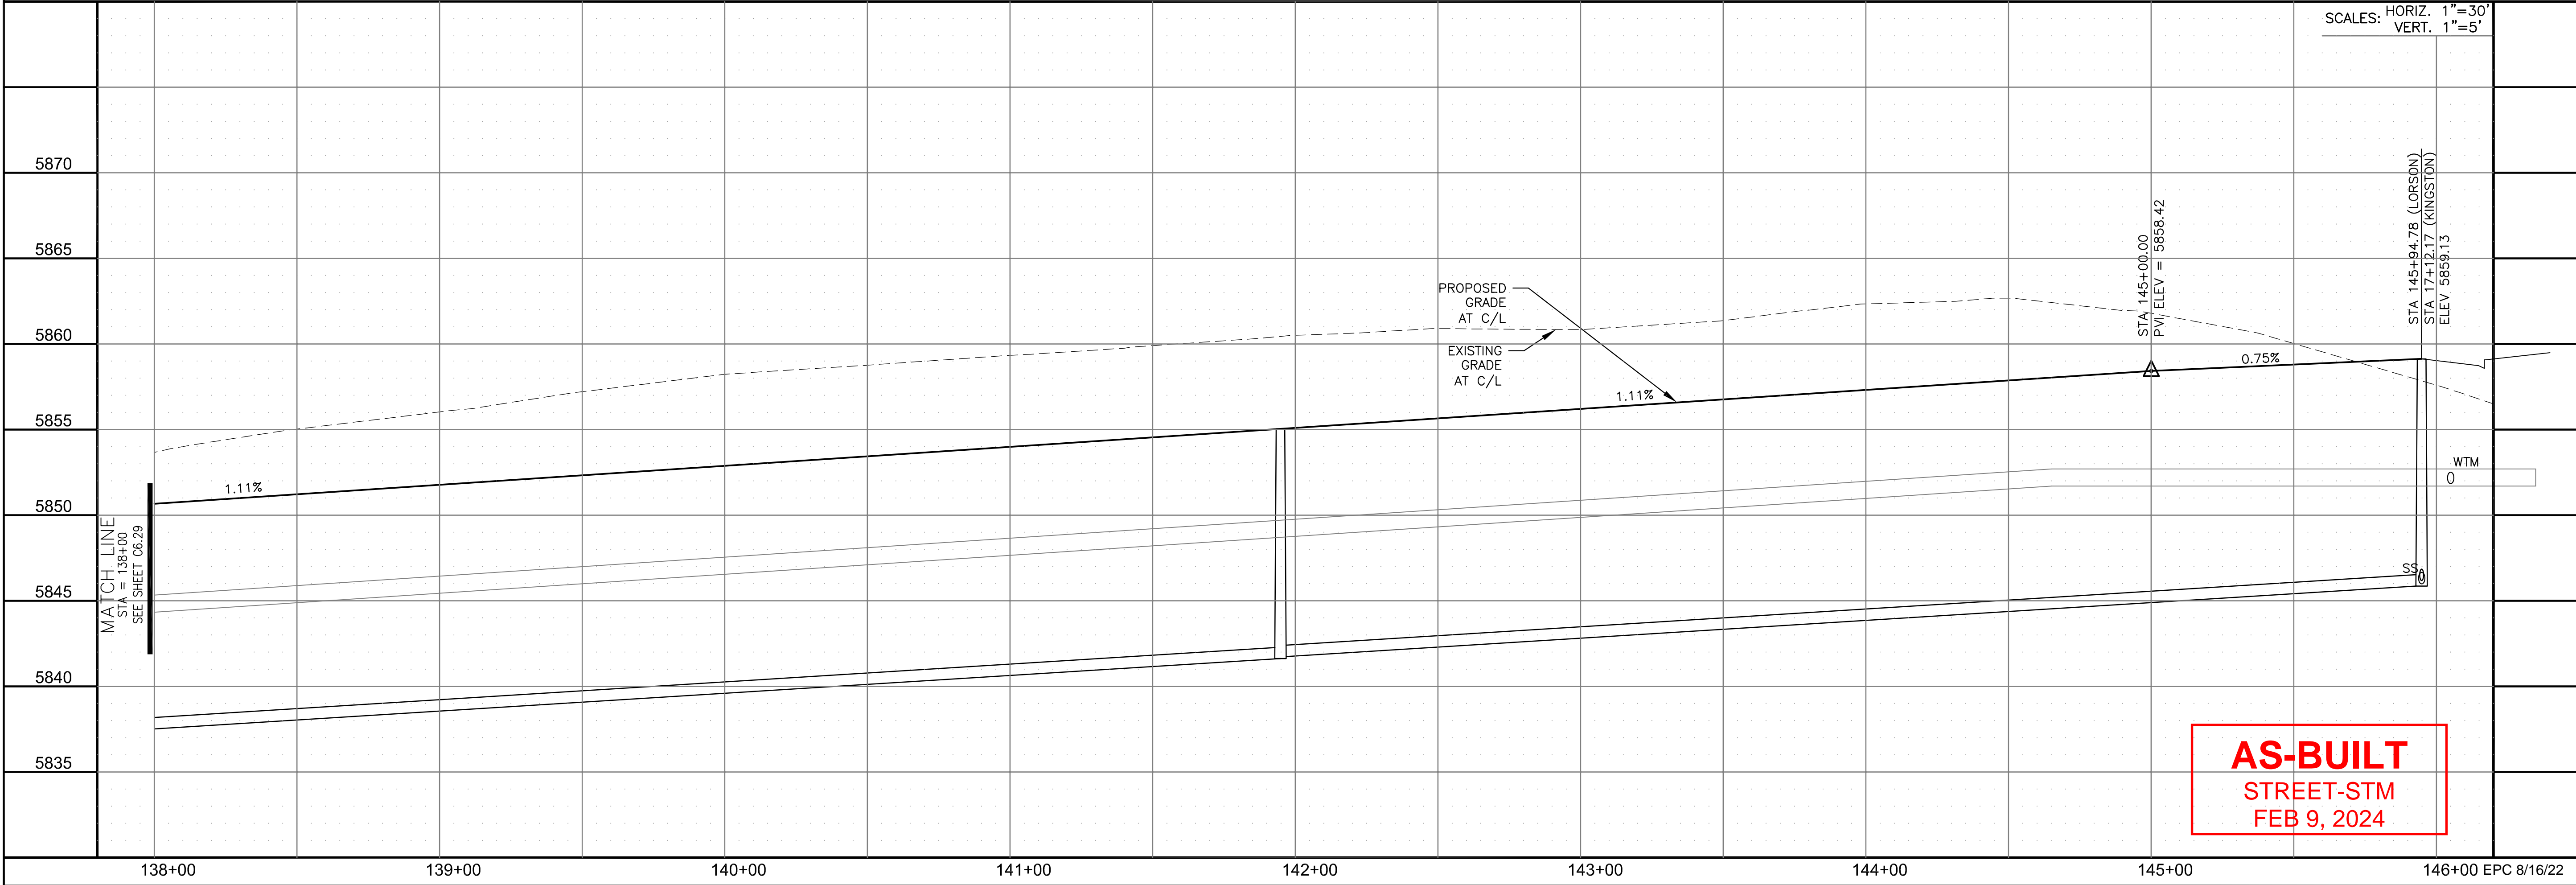 SCALES: HORIZ. 1"=30'
VERT. 1"=5'
5870
5865
5860
5855
5850
5845
5840
5835
MATCH LINE
STA = 138+00
SEE SHEET C6.29
1.11%
PROPOSED
GRADE
AT C/L
EXISTING
GRADE
AT C/L
1.11%
STA 145+00.00
PVI ELEV = 5858.42
0.75%
STA 145+94.78 (LORSON)
STA 17+12.17 (KINGSTON)
ELEV 5859.13
WTM
SS
AS-BUILT
STREET-STM
FEB 9, 2024
138+00
139+00
140+00
141+00
142+00
143+00
144+00
145+00
146+00
EPC 8/16/22